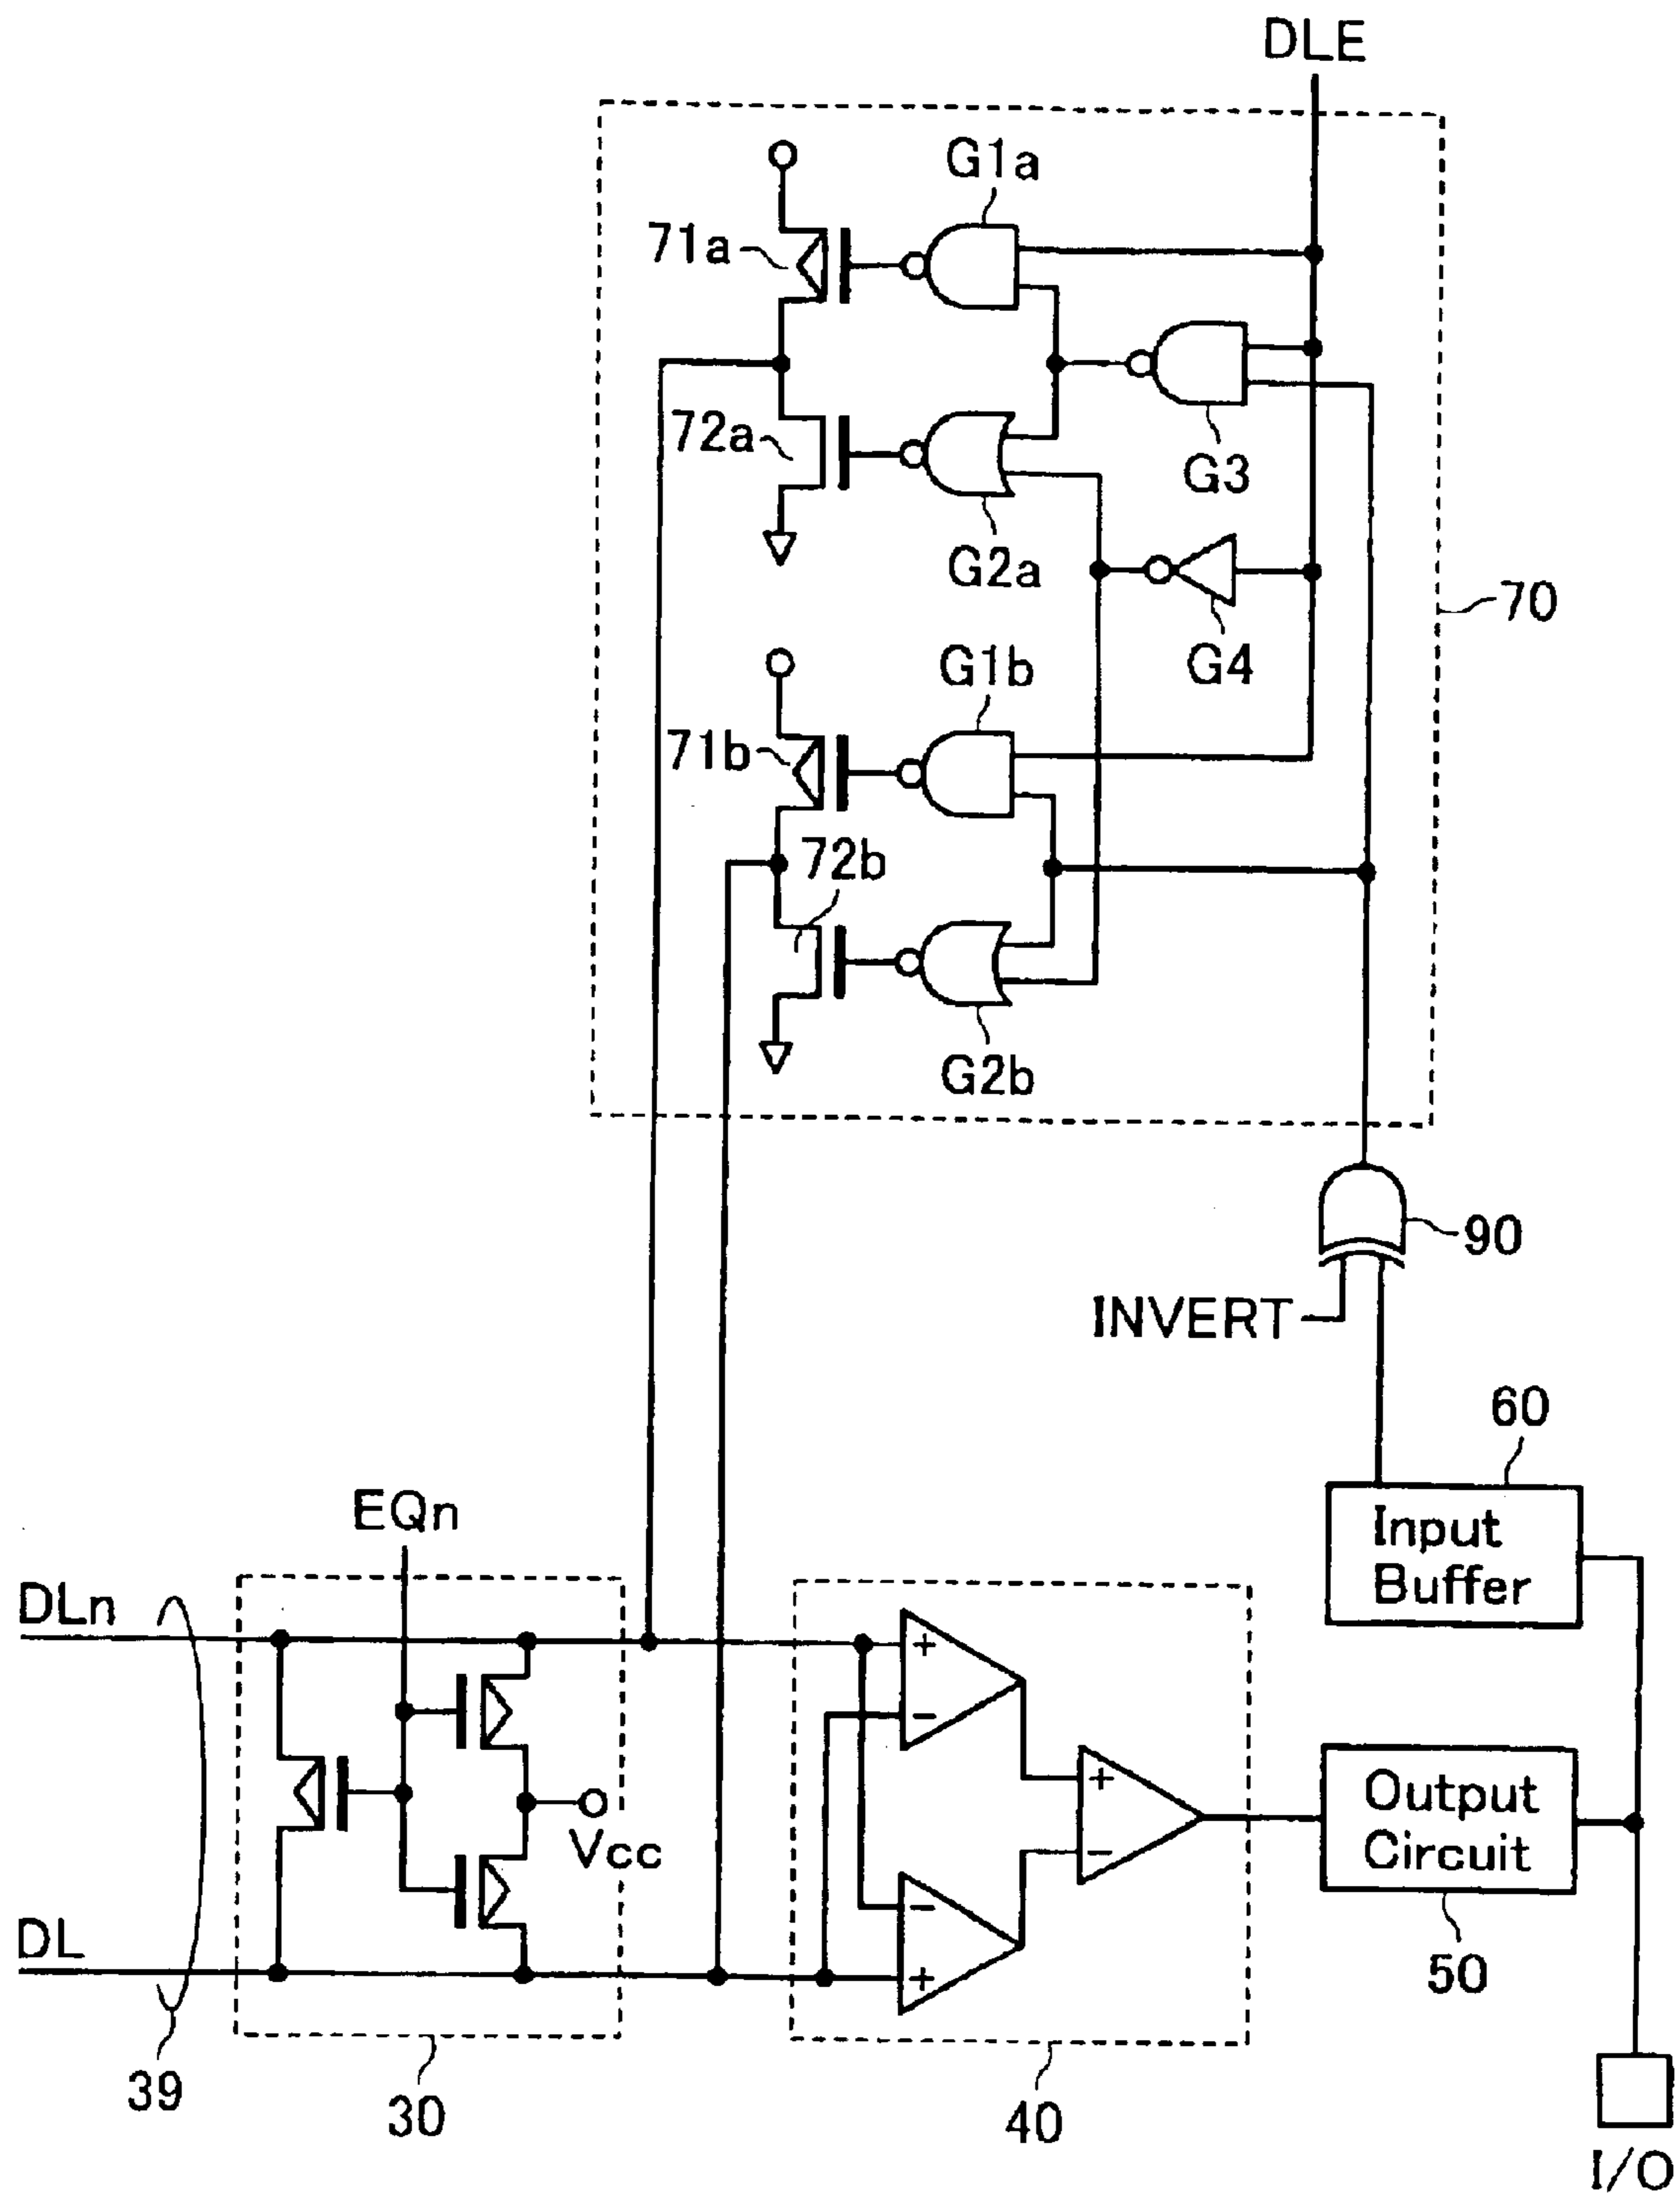 DLE
G1a
71a
72a
G3
G2a
70
G4
G1b
71b
72b
G2b
90
INVERT
60
EQn
Input
Buffer
DLn
+
−
Output
Circuit
+
Vcc
−
DL
−
+
50
39
30
40
I/O